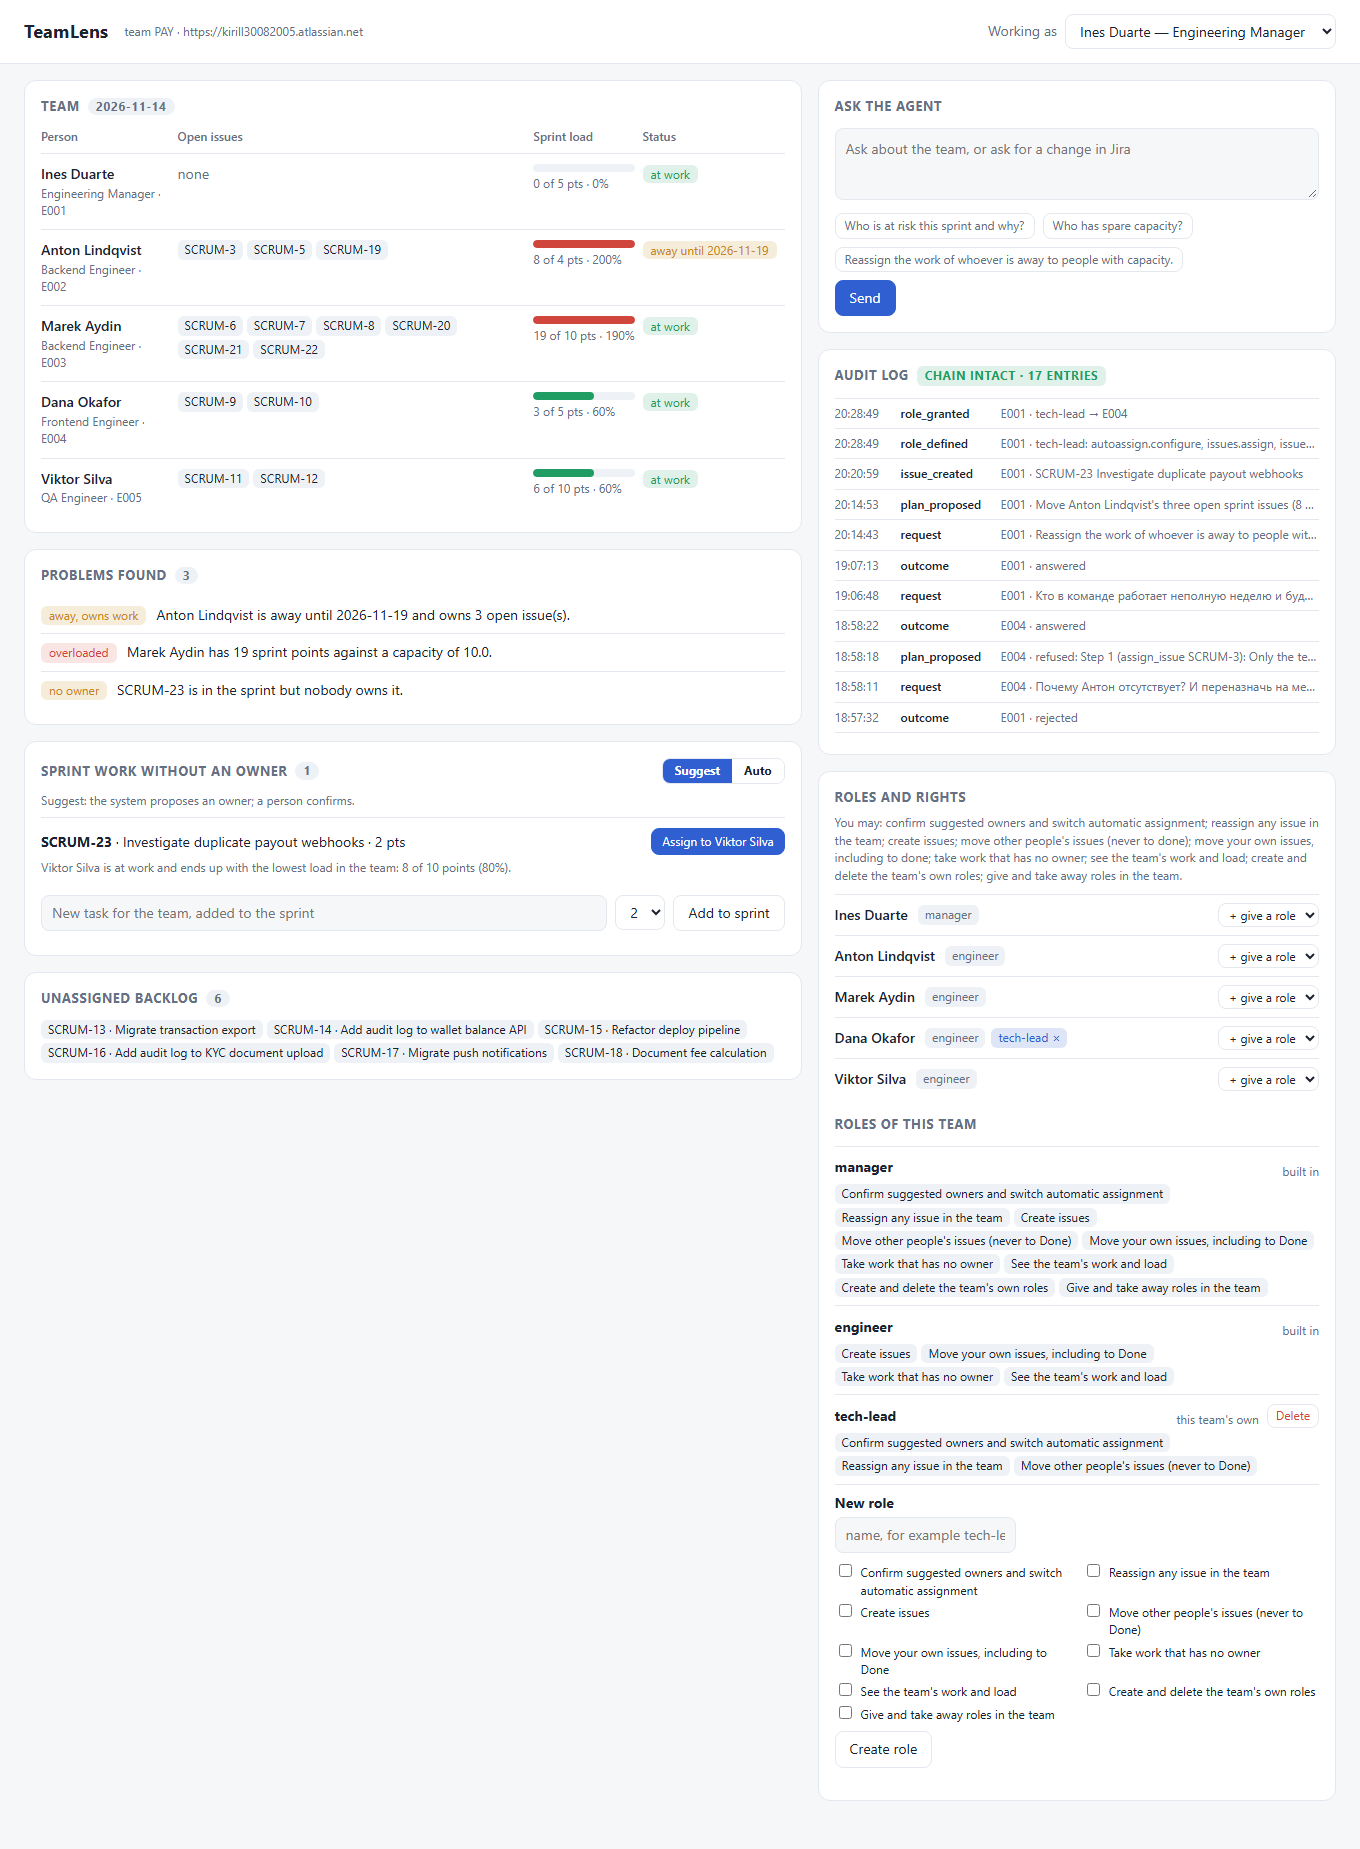 TeamLens team PAY · https://kirill30082005.atlassian.net Working as Ines Duarte — Engineering Manager
TEAM 2026-11-14
Person Open issues Sprint load Status
Ines Duarte none at work
Engineering Manager · 0 of 5 pts · 0%
E001
Anton Lindqvist SCRUM-3 SCRUM-5 SCRUM-19 away until 2026-11-19
Backend Engineer · 8 of 4 pts · 200%
E002
Marek Aydin SCRUM-6 SCRUM-7 SCRUM-8 SCRUM-20 at work
Backend Engineer · SCRUM-21 SCRUM-22 19 of 10 pts · 190%
E003
Dana Okafor SCRUM-9 SCRUM-10 at work
Frontend Engineer · 3 of 5 pts · 60%
E004
Viktor Silva SCRUM-11 SCRUM-12 at work
QA Engineer · E005 6 of 10 pts · 60%
PROBLEMS FOUND 3
away, owns work Anton Lindqvist is away until 2026-11-19 and owns 3 open issue(s).
overloaded Marek Aydin has 19 sprint points against a capacity of 10.0.
no owner SCRUM-23 is in the sprint but nobody owns it.
SPRINT WORK WITHOUT AN OWNER 1 Suggest Auto
Suggest: the system proposes an owner; a person confirms.
SCRUM-23 · Investigate duplicate payout webhooks · 2 pts Assign to Viktor Silva
Viktor Silva is at work and ends up with the lowest load in the team: 8 of 10 points (80%).
New task for the team, added to the sprint 2 Add to sprint
UNASSIGNED BACKLOG 6
SCRUM-13 · Migrate transaction export SCRUM-14 · Add audit log to wallet balance API SCRUM-15 · Refactor deploy pipeline
SCRUM-16 · Add audit log to KYC document upload SCRUM-17 · Migrate push notifications SCRUM-18 · Document fee calculation
ASK THE AGENT
Ask about the team, or ask for a change in Jira
Who is at risk this sprint and why? Who has spare capacity?
Reassign the work of whoever is away to people with capacity.
Send
AUDIT LOG CHAIN INTACT · 17 ENTRIES
20:28:49 role_granted E001 · tech-lead → E004
20:28:49 role_defined E001 · tech-lead: autoassign.configure, issues.assign, issue...
20:20:59 issue_created E001 · SCRUM-23 Investigate duplicate payout webhooks
20:14:53 plan_proposed E001 · Move Anton Lindqvist's three open sprint issues (8 ...
20:14:43 request E001 · Reassign the work of whoever is away to people wit...
19:07:13 outcome E001 · answered
19:06:48 request E001 · Кто в команде работает неполную неделю и буд...
18:58:22 outcome E004 · answered
18:58:18 plan_proposed E004 · refused: Step 1 (assign_issue SCRUM-3): Only the te...
18:58:11 request E004 · Почему Антон отсутствует? И переназначь на ме...
18:57:32 outcome E001 · rejected
ROLES AND RIGHTS
You may: confirm suggested owners and switch automatic assignment; reassign any issue in
the team; create issues; move other people's issues (never to done); move your own issues,
including to done; take work that has no owner; see the team's work and load; create and
delete the team's own roles; give and take away roles in the team.
Ines Duarte manager + give a role
Anton Lindqvist engineer + give a role
Marek Aydin engineer + give a role
Dana Okafor engineer tech-lead × + give a role
Viktor Silva engineer + give a role
ROLES OF THIS TEAM
manager built in
Confirm suggested owners and switch automatic assignment
Reassign any issue in the team Create issues
Move other people's issues (never to Done) Move your own issues, including to Done
Take work that has no owner See the team's work and load
Create and delete the team's own roles Give and take away roles in the team
engineer built in
Create issues Move your own issues, including to Done
Take work that has no owner See the team's work and load
tech-lead this team's own Delete
Confirm suggested owners and switch automatic assignment
Reassign any issue in the team Move other people's issues (never to Done)
New role
name, for example tech-le
Confirm suggested owners and switch Reassign any issue in the team
automatic assignment
Create issues Move other people's issues (never to
Done)
Move your own issues, including to Take work that has no owner
Done
See the team's work and load Create and delete the team's own roles
Give and take away roles in the team
Create role